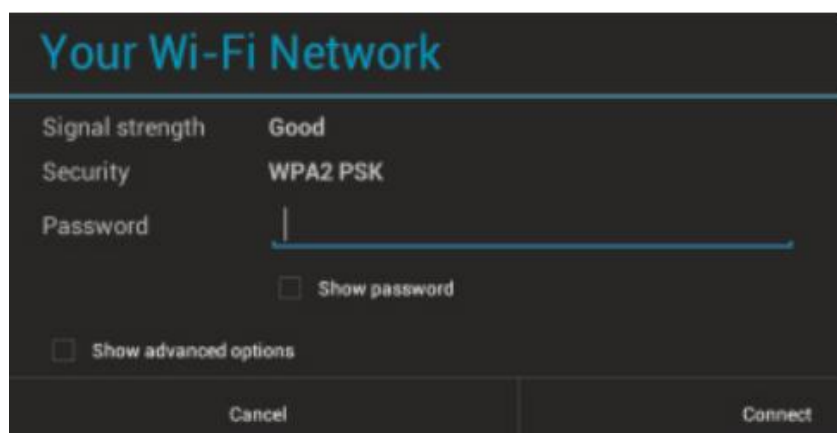 Your Wi-Fi Network
Signal strength Good
Security WPA2 PSK
Password
Show password
Show advanced options
Cancel Connect